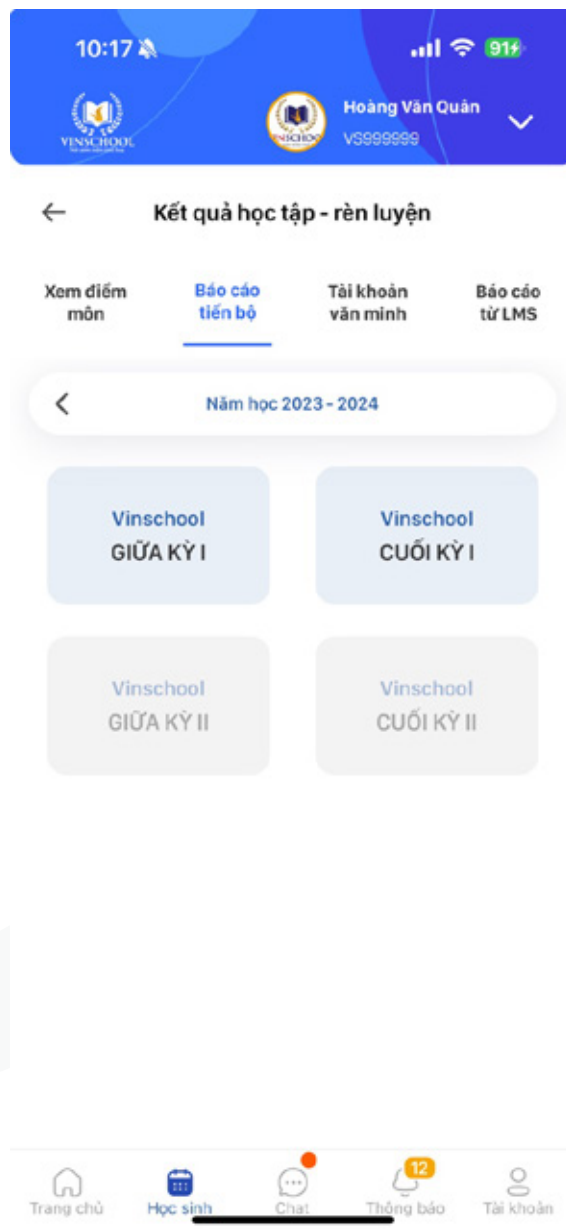 10:17
91
VINSCHOOL
Hoàng Văn Quân
VS999999
Kết quả học tập - rèn luyện
Xem điểm môn
Báo cáo tiến bộ
Tài khoản văn minh
Báo cáo từ LMS
Năm học 2023 - 2024
Vinschool
GIỮA KỲ I
Vinschool
CUỐI KỲ I
Vinschool
GIỮA KỲ II
Vinschool
CUỐI KỲ II
12
Trang chủ
Học sinh
Chat
Thông báo
Tài khoản